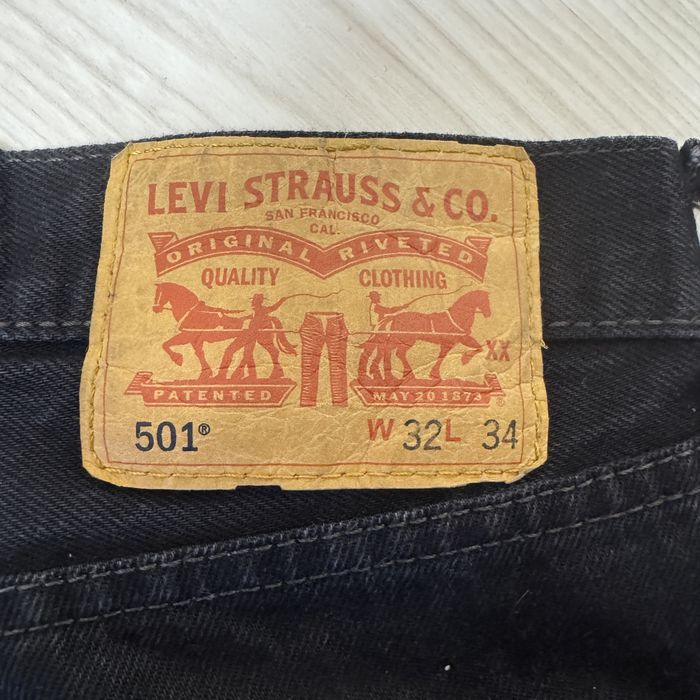 LEVI STRAUSS & CO.
SAN FRANCISCO
CAL.
ORIGINAL RIVETED
QUALITY CLOTHING
XX
PATENTED MAY 20 1873 ®
501® W 32 L 34